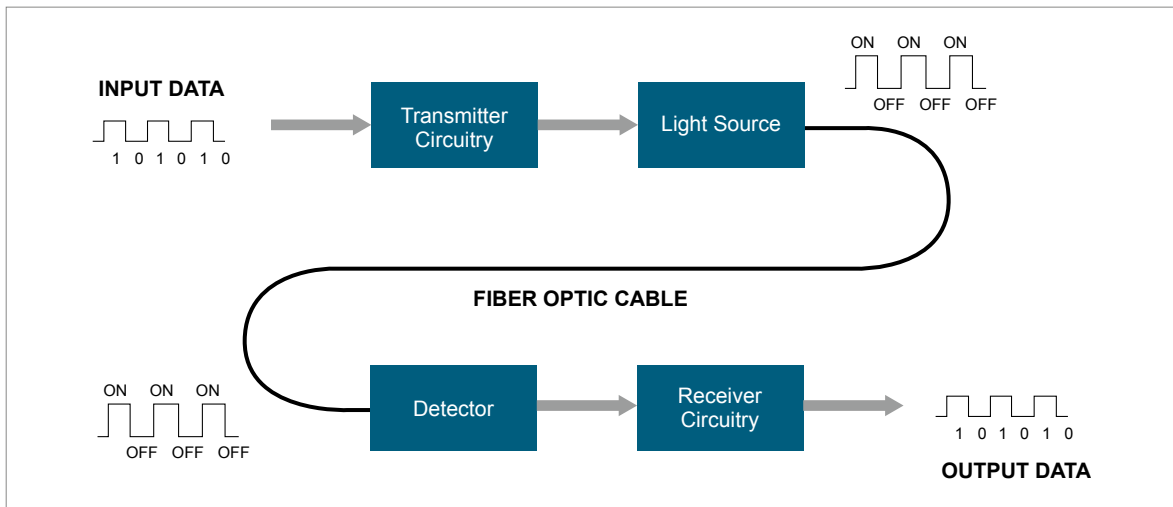 ON ON ON
OFF OFF OFF
INPUT DATA
1 0 1 0 1 0
Transmitter
Circuitry
Light Source
FIBER OPTIC CABLE
ON ON ON
OFF OFF OFF
Detector
Receiver
Circuitry
1 0 1 0 1 0
OUTPUT DATA